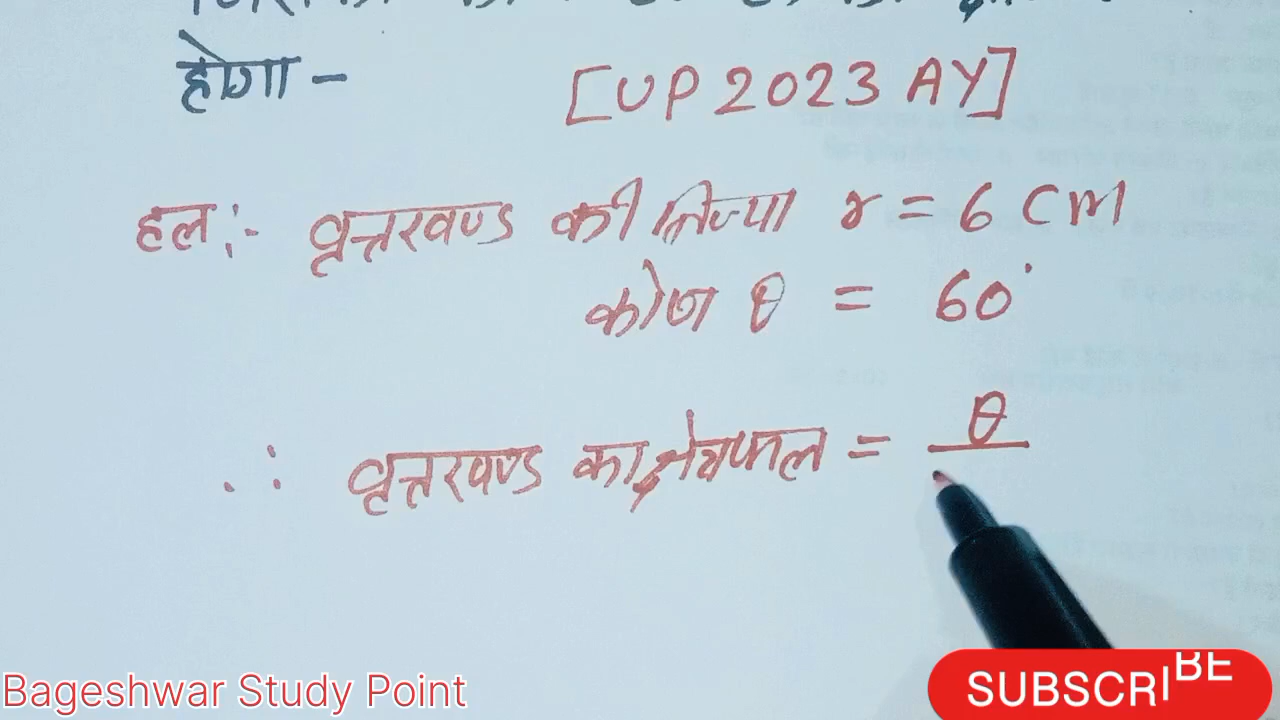 होगा - [UP 2023 AY]
हल :- वृत्तखण्ड की त्रिज्या r = 6 CM
कोण θ = 60°
∴ वृत्तखण्ड का क्षेत्रफल = θ
Bageshwar Study Point
SUBSCRIBE